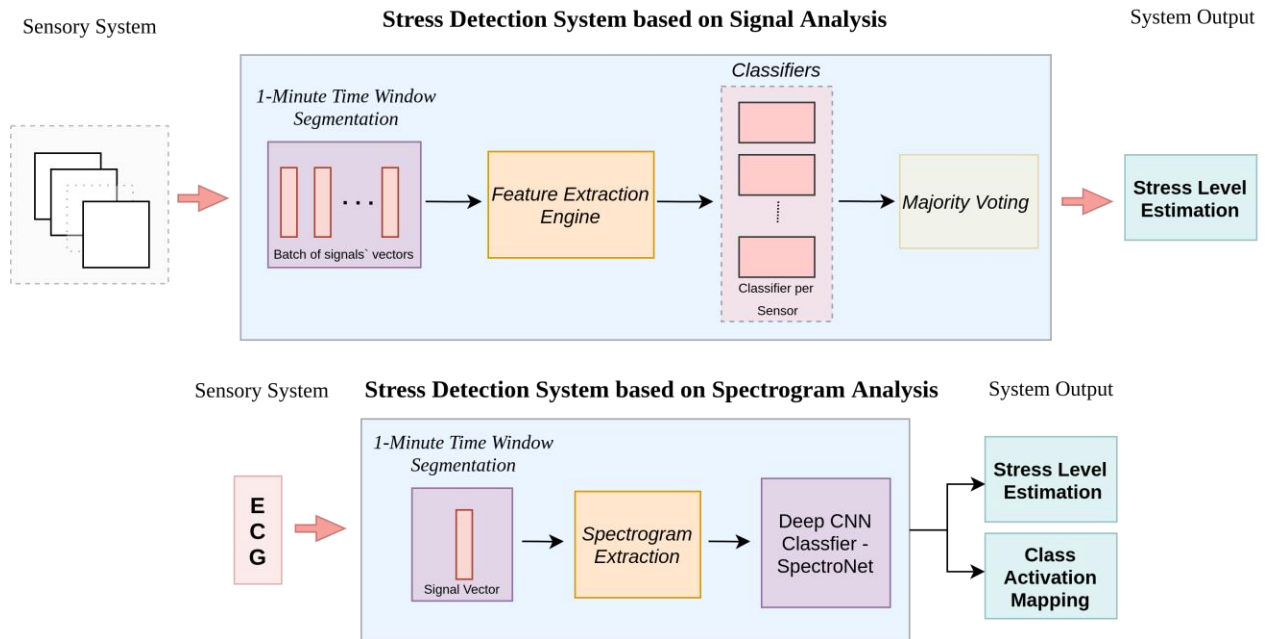 Sensory System
Stress Detection System based on Signal Analysis
System Output
1-Minute Time Window
Segmentation
Batch of signals` vectors
Feature Extraction
Engine
Classifiers
Classifier per
Sensor
Majority Voting
Stress Level
Estimation
Sensory System
Stress Detection System based on Spectrogram Analysis
System Output
E
C
G
1-Minute Time Window
Segmentation
Signal Vector
Spectrogram
Extraction
Deep CNN
Classfier -
SpectroNet
Stress Level
Estimation
Class
Activation
Mapping